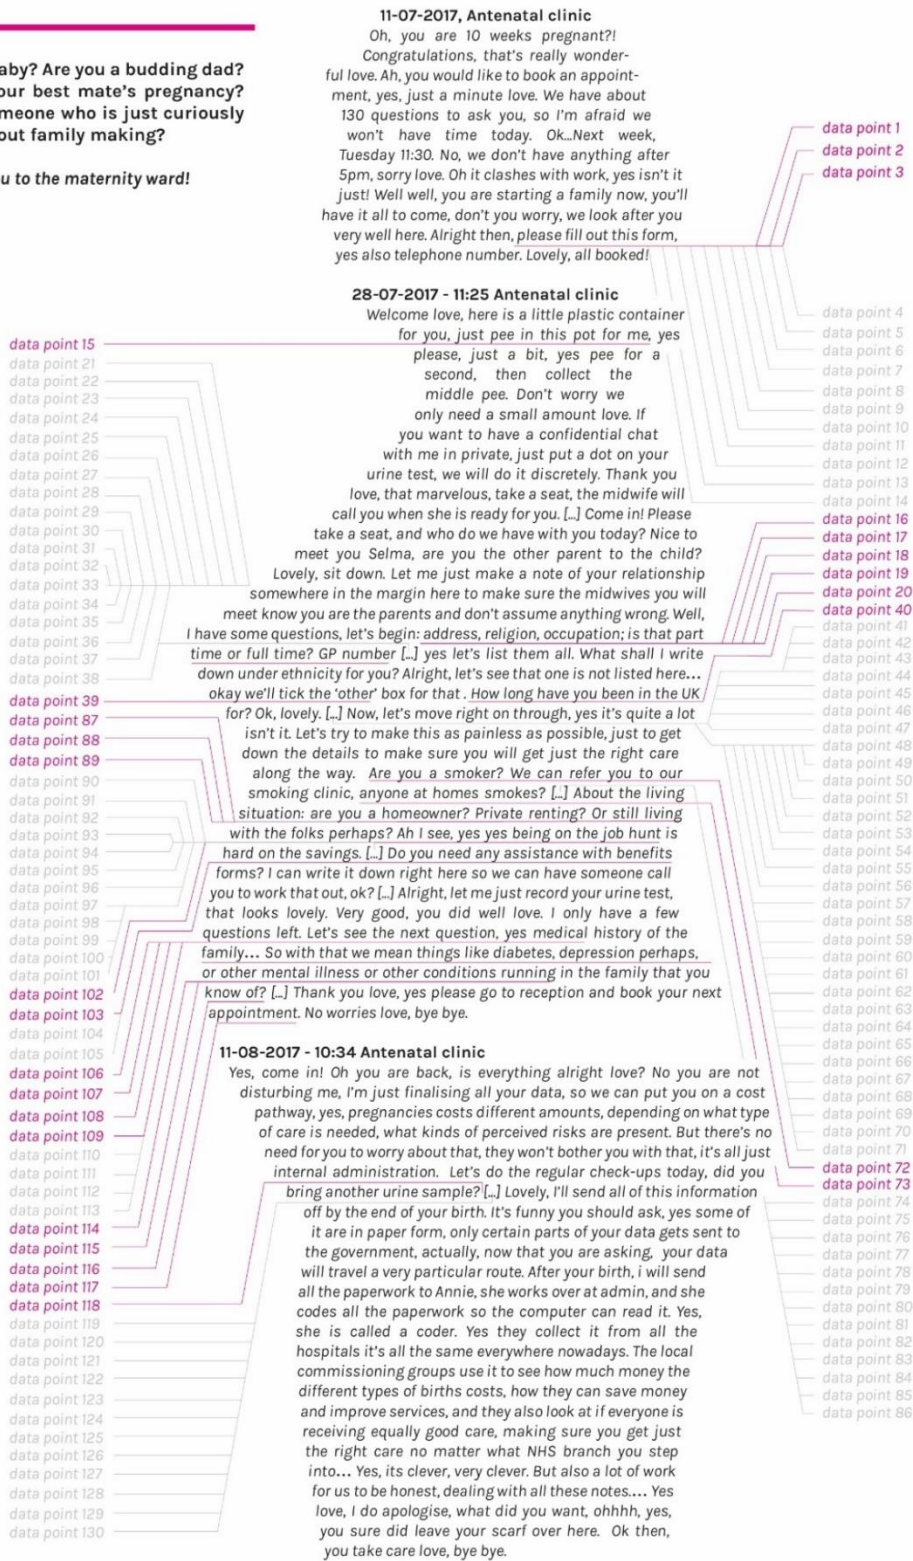 aby? Are you a budding dad?
our best mate's pregnancy?
meone who is just curiously
out family making?
u to the maternity ward!
11-07-2017, Antenatal clinic
Oh, you are 10 weeks pregnant?!
Congratulations, that's really wonder-
ful love. Ah, you would like to book an appoint-
ment, yes, just a minute love. We have about
130 questions to ask you, so I'm afraid we
won't have time today. Ok...Next week,
Tuesday 11:30. No, we don't have anything after
5pm, sorry love. Oh it clashes with work, yes isn't it
just! Well well, you are starting a family now, you'll
have it all to come, don't you worry, we look after you
very well here. Alright then, please fill out this form,
yes also telephone number. Lovely, all booked!
28-07-2017 - 11:25 Antenatal clinic
Welcome love, here is a little plastic container
for you, just pee in this pot for me, yes
please, just a bit, yes pee for a
second, then collect the
middle pee. Don't worry we
only need a small amount love. If
you want to have a confidential chat
with me in private, just put a dot on your
urine test, we will do it discretely. Thank you
love, that marvelous, take a seat, the midwife will
call you when she is ready for you. [...] Come in! Please
take a seat, and who do we have with you today? Nice to
meet you Selma, are you the other parent to the child?
Lovely, sit down. Let me just make a note of your relationship
somewhere in the margin here to make sure the midwives you will
meet know you are the parents and don't assume anything wrong. Well,
I have some questions, let's begin: address, religion, occupation; is that part
time or full time? GP number [...] yes let's list them all. What shall I write
down under ethnicity for you? Alright, let's see that one is not listed here...
okay we'll tick the 'other' box for that . How long have you been in the UK
for? Ok, lovely. [...] Now, let's move right on through, yes it's quite a lot
isn't it. Let's try to make this as painless as possible, just to get
down the details to make sure you will get just the right care
along the way. Are you a smoker? We can refer you to our
smoking clinic, anyone at homes smokes? [...] About the living
situation: are you a homeowner? Private renting? Or still living
with the folks perhaps? Ah I see, yes yes being on the job hunt is
hard on the savings. [...] Do you need any assistance with benefits
forms? I can write it down right here so we can have someone call
you to work that out, ok? [...] Alright, let me just record your urine test,
that looks lovely. Very good, you did well love. I only have a few
questions left. Let's see the next question, yes medical history of the
family... So with that we mean things like diabetes, depression perhaps,
or other mental illness or other conditions running in the family that you
know of? [...] Thank you love, yes please go to reception and book your next
appointment. No worries love, bye bye.
11-08-2017 - 10:34 Antenatal clinic
Yes, come in! Oh you are back, is everything alright love? No you are not
disturbing me, I'm just finalising all your data, so we can put you on a cost
pathway, yes, pregnancies costs different amounts, depending on what type
of care is needed, what kinds of perceived risks are present. But there's no
need for you to worry about that, they won't bother you with that, it's all just
internal administration. Let's do the regular check-ups today, did you
bring another urine sample? [...] Lovely, I'll send all of this information
off by the end of your birth. It's funny you should ask, yes some of
it are in paper form, only certain parts of your data gets sent to
the government, actually, now that you are asking, your data
will travel a very particular route. After your birth, i will send
all the paperwork to Annie, she works over at admin, and she
codes all the paperwork so the computer can read it. Yes,
she is called a coder. Yes they collect it from all the
hospitals it's all the same everywhere nowadays. The local
commissioning groups use it to see how much money the
different types of births costs, how they can save money
and improve services, and they also look at if everyone is
receiving equally good care, making sure you get just
the right care no matter what NHS branch you step
into... Yes, its clever, very clever. But also a lot of work
for us to be honest, dealing with all these notes.... Yes
love, I do apologise, what did you want, ohhhh, yes,
you sure did leave your scarf over here. Ok then,
you take care love, bye bye.
data point 15
data point 21
data point 22
data point 23
data point 24
data point 25
data point 26
data point 27
data point 28
data point 29
data point 30
data point 31
data point 32
data point 33
data point 34
data point 35
data point 36
data point 37
data point 38
data point 39
data point 87
data point 88
data point 89
data point 90
data point 91
data point 92
data point 93
data point 94
data point 95
data point 96
data point 97
data point 98
data point 99
data point 100
data point 101
data point 102
data point 103
data point 104
data point 105
data point 106
data point 107
data point 108
data point 109
data point 110
data point 111
data point 112
data point 113
data point 114
data point 115
data point 116
data point 117
data point 118
data point 119
data point 120
data point 121
data point 122
data point 123
data point 124
data point 125
data point 126
data point 127
data point 128
data point 129
data point 130
data point 1
data point 2
data point 3
data point 4
data point 5
data point 6
data point 7
data point 8
data point 9
data point 10
data point 11
data point 12
data point 13
data point 14
data point 16
data point 17
data point 18
data point 19
data point 20
data point 40
data point 41
data point 42
data point 43
data point 44
data point 45
data point 46
data point 47
data point 48
data point 49
data point 50
data point 51
data point 52
data point 53
data point 54
data point 55
data point 56
data point 57
data point 58
data point 59
data point 60
data point 61
data point 62
data point 63
data point 64
data point 65
data point 66
data point 67
data point 68
data point 69
data point 70
data point 71
data point 72
data point 73
data point 74
data point 75
data point 76
data point 77
data point 78
data point 79
data point 80
data point 81
data point 82
data point 83
data point 84
data point 85
data point 86